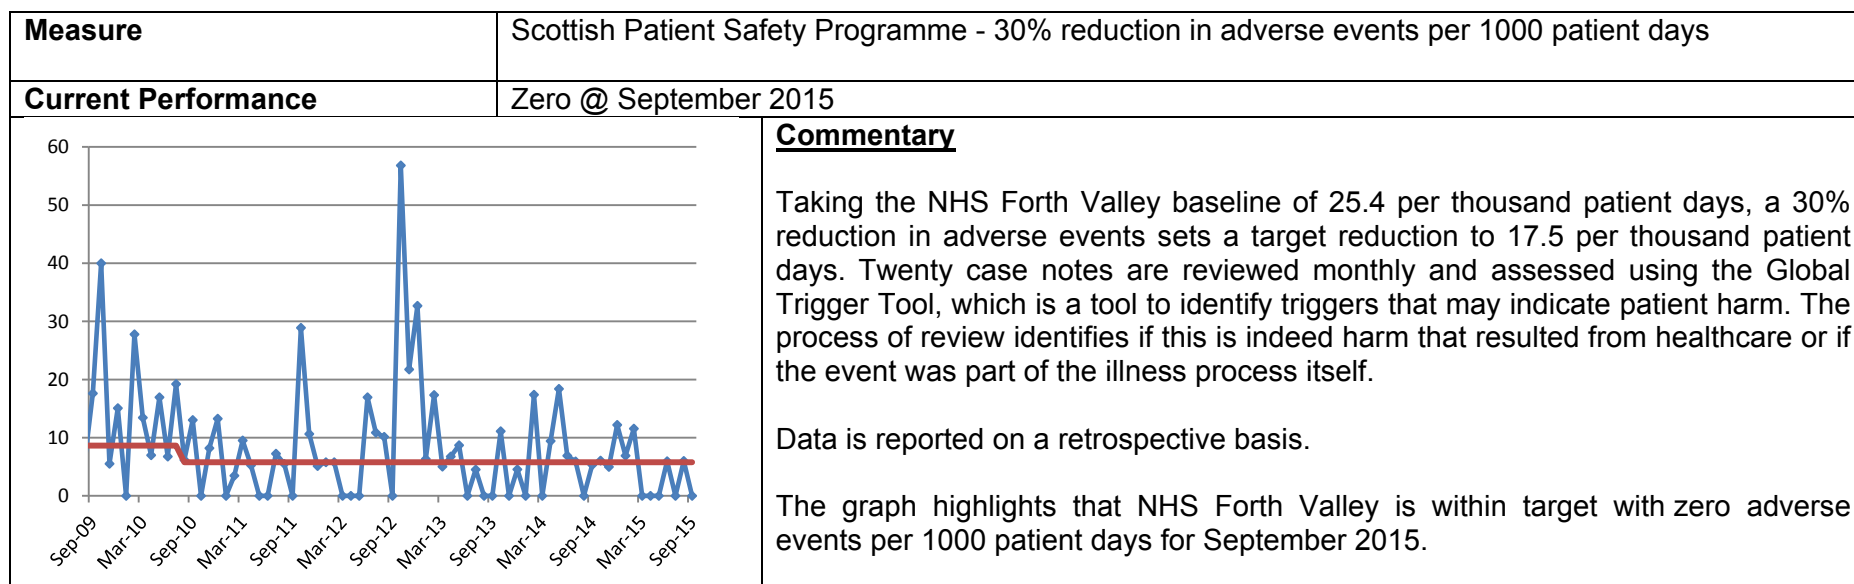 Measure
Scottish Patient Safety Programme - 30% reduction in adverse events per 1000 patient days
Current Performance
Zero @ September 2015
60
50
40
30
20
10
0
Sep-09
Mar-10
Sep-10
Mar-11
Sep-11
Mar-12
Sep-12
Mar-13
Sep-13
Mar-14
Sep-14
Mar-15
Sep-15
Commentary
Taking the NHS Forth Valley baseline of 25.4 per thousand patient days, a 30%
reduction in adverse events sets a target reduction to 17.5 per thousand patient
days. Twenty case notes are reviewed monthly and assessed using the Global
Trigger Tool, which is a tool to identify triggers that may indicate patient harm. The
process of review identifies if this is indeed harm that resulted from healthcare or if
the event was part of the illness process itself.
Data is reported on a retrospective basis.
The graph highlights that NHS Forth Valley is within target with zero adverse
events per 1000 patient days for September 2015.